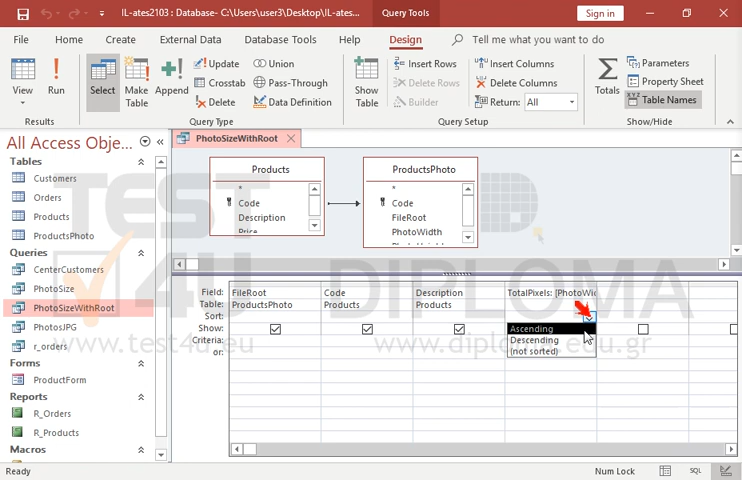 IL-ates2103 : Database- C:\Users\user3\Desktop\IL-ates...
Query Tools
Sign in
File
Home
Create
External Data
Database Tools
Help
Design
Tell me what you want to do
View
Run
Results
Select
Make Table
Append
Update
Crosstab
Delete
Union
Pass-Through
Data Definition
Query Type
Show Table
Insert Rows
Delete Rows
Builder
Insert Columns
Delete Columns
Return:
All
Query Setup
Totals
Parameters
Property Sheet
Table Names
Show/Hide
All Access Obje...
Tables
Customers
Orders
Products
ProductsPhoto
Queries
CenterCustomers
PhotoSize
PhotoSizeWithRoot
PhotosJPG
r_orders
Forms
ProductForm
Reports
R_Orders
R_Products
Macros
PhotoSizeWithRoot
Products
*
Code
Description
Price
ProductsPhoto
*
Code
FileRoot
PhotoWidth
PhotoHeight
Field:
FileRoot
Code
Description
TotalPixels: [PhotoWid
Table:
ProductsPhoto
Products
Products
Sort:
Show:
Criteria:
or:
Ascending
Descending
(not sorted)
TEST
4U
DIPLOMA
www.test4u.eu
www.diploma.edu.gr
Ready
Num Lock
SQL